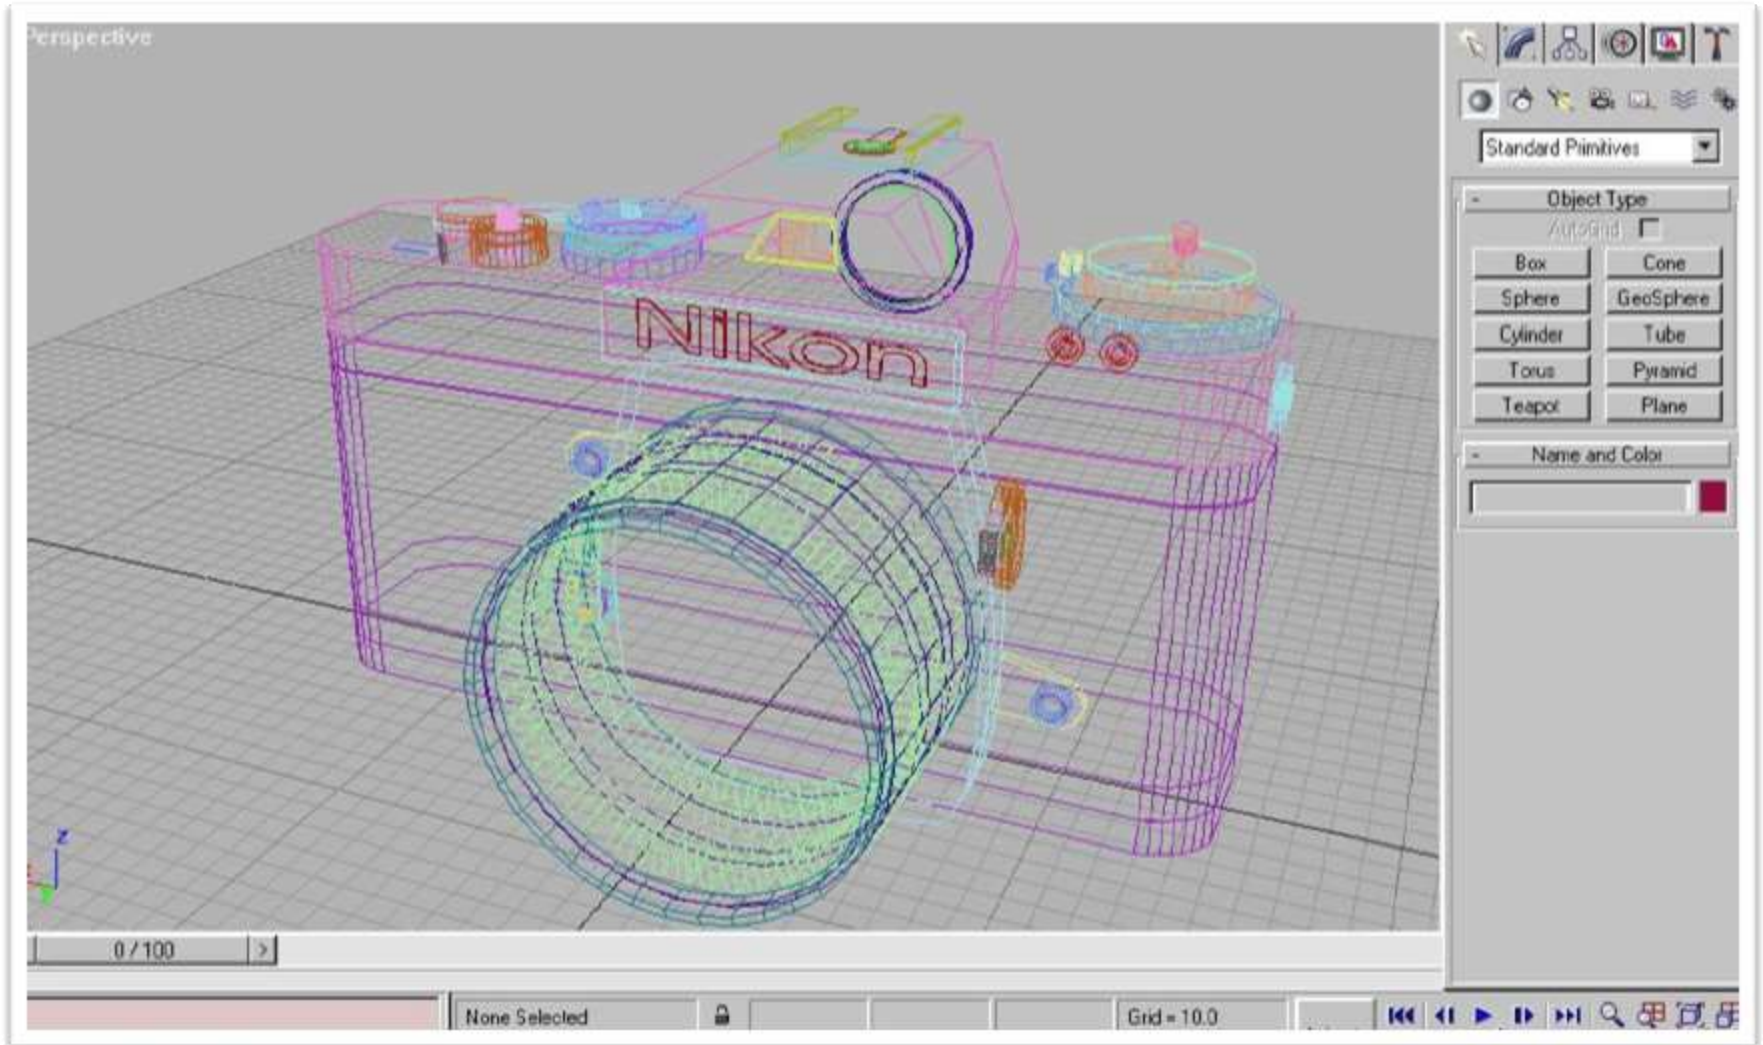 Perspective
Standard Primitives
- Object Type
AutoGrid
Box Cone
Sphere GeoSphere
Cylinder Tube
Torus Pyramid
Teapot Plane
- Name and Color
Nikon
z
0 / 100 >
None Selected
Grid = 10.0